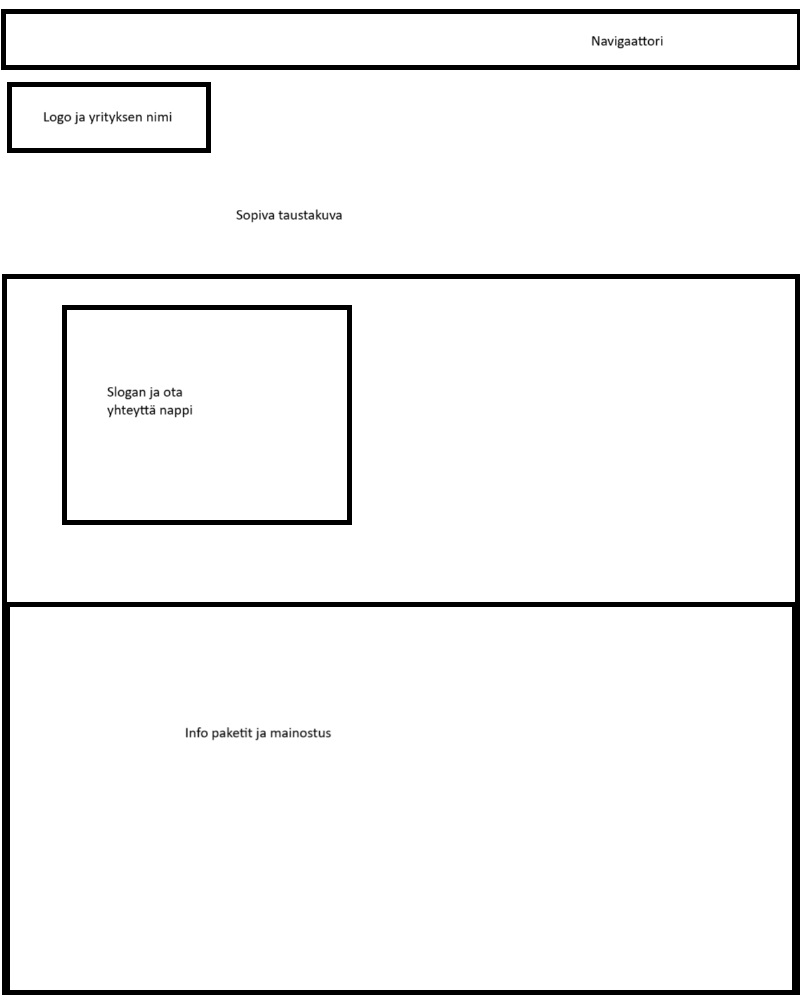 Navigaattori
Logo ja yrityksen nimi
Sopiva taustakuva
Slogan ja ota
yhteyttä nappi
Info paketit ja mainostus